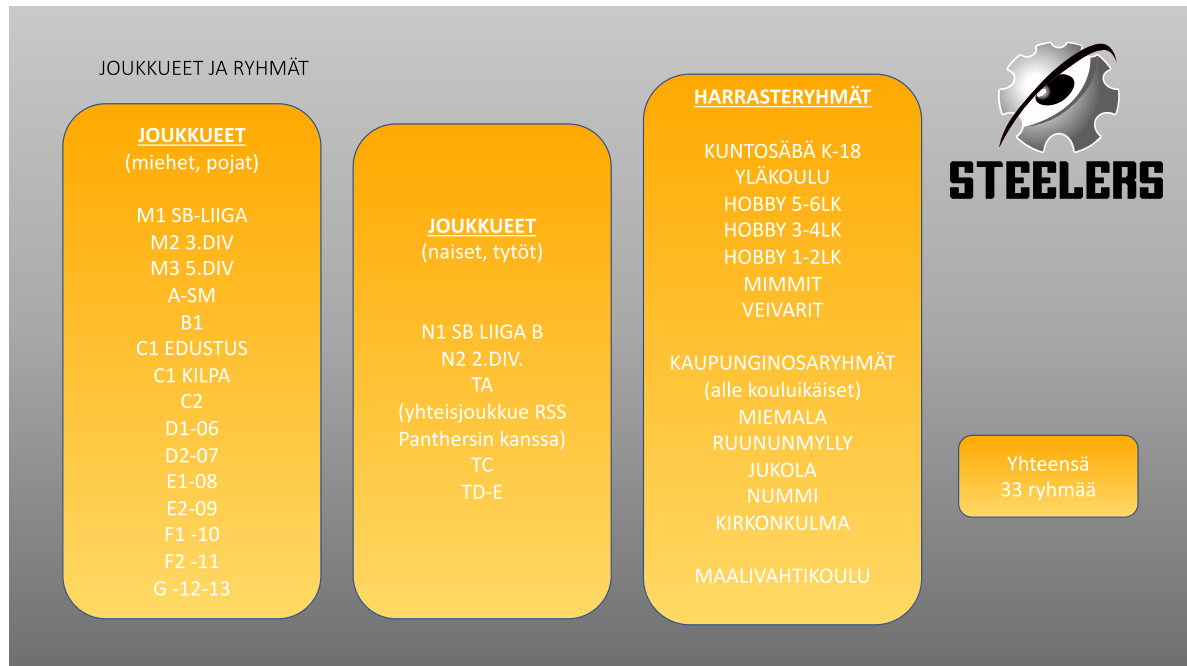 JOUKKUEET JA RYHMÄT
JOUKKUEET
(miehet, pojat)
M1 SB-LIIGA
M2 3.DIV
M3 5.DIV
A-SM
B1
C1 EDUSTUS
C1 KILPA
C2
D1-06
D2-07
E1-08
E2-09
F1 -10
F2 -11
G -12-13
JOUKKUEET
(naiset, tytöt)
N1 SB LIIGA B
N2 2.DIV.
TA
(yhteisjoukkue RSS
Panthersin kanssa)
TC
TD-E
HARRASTERYHMÄT
KUNTOSÄBÄ K-18
YLÄKOULU
HOBBY 5-6LK
HOBBY 3-4LK
HOBBY 1-2LK
MIMMIT
VEIVARIT
KAUPUNGINOSARYHMÄT
(alle kouluikäiset)
MIEMALA
RUUNUNMYLLY
JUKOLA
NUMMI
KIRKONKULMA
MAALIVAHTIKOULU
STEELERS
Yhteensä
33 ryhmää